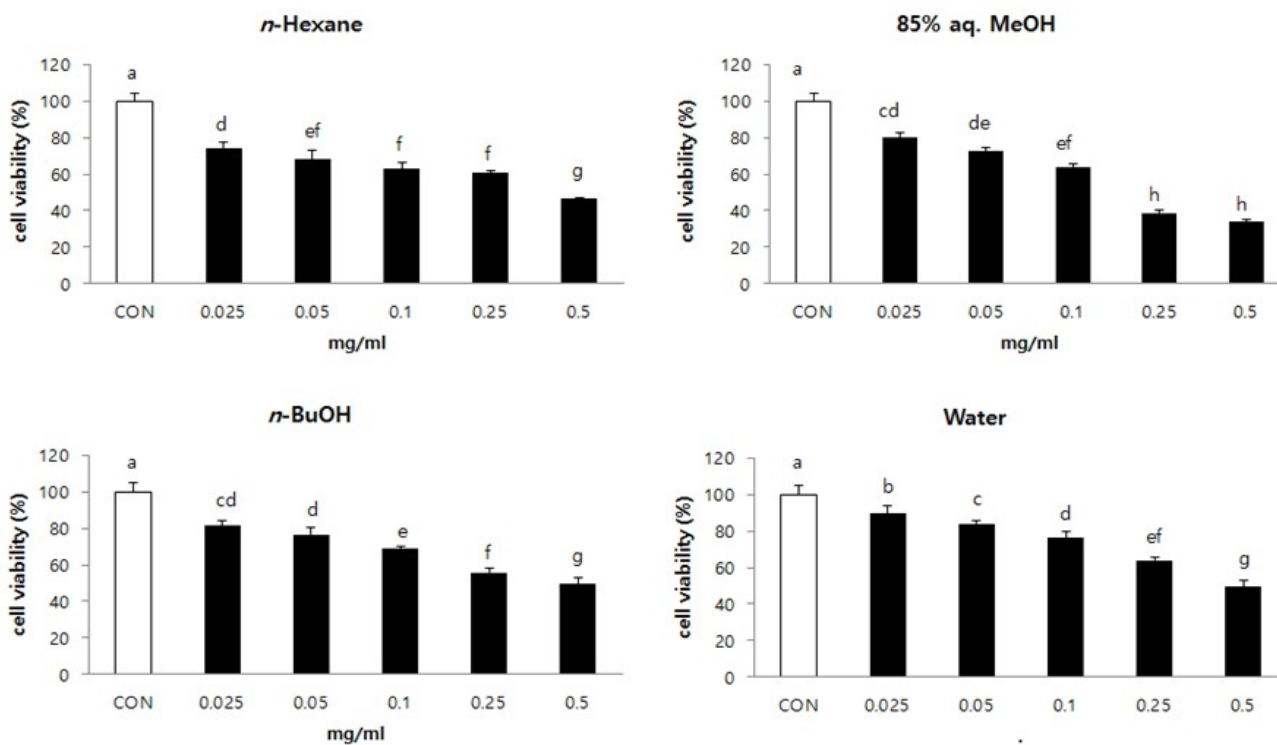 n-Hexane
cell viability (%)
120
100
80
60
40
20
0
a
d
ef
f
f
g
CON 0.025 0.05 0.1 0.25 0.5
mg/ml
85% aq. MeOH
cell viability (%)
120
100
80
60
40
20
0
a
cd
de
ef
h
h
CON 0.025 0.05 0.1 0.25 0.5
mg/ml
n-BuOH
cell viability (%)
120
100
80
60
40
20
0
a
cd
d
e
f
g
CON 0.025 0.05 0.1 0.25 0.5
mg/ml
Water
cell viability (%)
120
100
80
60
40
20
0
a
b
c
d
ef
g
CON 0.025 0.05 0.1 0.25 0.5
.